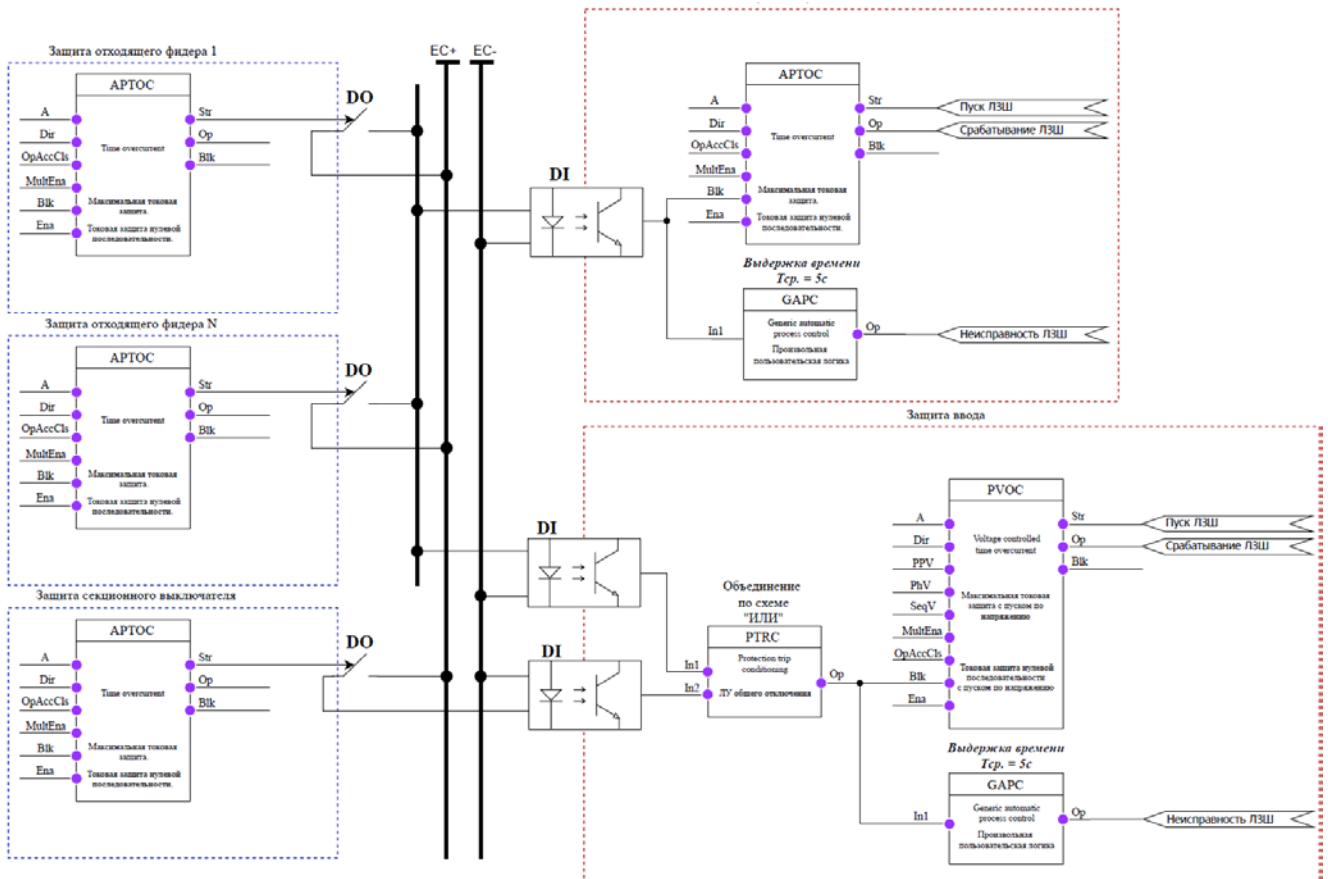 Защита отходящего фидера 1
APTOC
A
Dir
OpAccCls
MultEna
Blk
Ena
Time overcurrent
Максимальная токовая
защита.
Токовая защита нулевой
последовательности.
Str
Op
Blk
DO
EC+
EC-
Защита отходящего фидера N
APTOC
A
Dir
OpAccCls
MultEna
Blk
Ena
Time overcurrent
Максимальная токовая
защита.
Токовая защита нулевой
последовательности.
Str
Op
Blk
DO
Защита секционного выключателя
APTOC
A
Dir
OpAccCls
MultEna
Blk
Ena
Time overcurrent
Максимальная токовая
защита.
Токовая защита нулевой
последовательности.
Str
Op
Blk
DO
DI
APTOC
A
Dir
OpAccCls
MultEna
Blk
Ena
Time overcurrent
Максимальная токовая
защита.
Токовая защита нулевой
последовательности.
Str
Op
Blk
Пуск ЛЗШ
Срабатывание ЛЗШ
Выдержка времени
Тср. = 5с
GAPC
In1
Generic automatic
process control
Произвольная
пользовательская логика
Op
Неисправность ЛЗШ
Защита ввода
DI
DI
Объединение
по схеме
"ИЛИ"
PTRC
In1
In2
Protection trip
conditioning
ЛУ общего отключения
Op
PVOC
A
Dir
PPV
PhV
SeqV
MultEna
OpAccCls
Blk
Ena
Voltage controlled
time overcurrent
Максимальная токовая
защита с пуском по
напряжению
Токовая защита нулевой
последовательности
с пуском по напряжению
Str
Op
Blk
Пуск ЛЗШ
Срабатывание ЛЗШ
Выдержка времени
Тср. = 5с
GAPC
In1
Generic automatic
process control
Произвольная
пользовательская логика
Op
Неисправность ЛЗШ